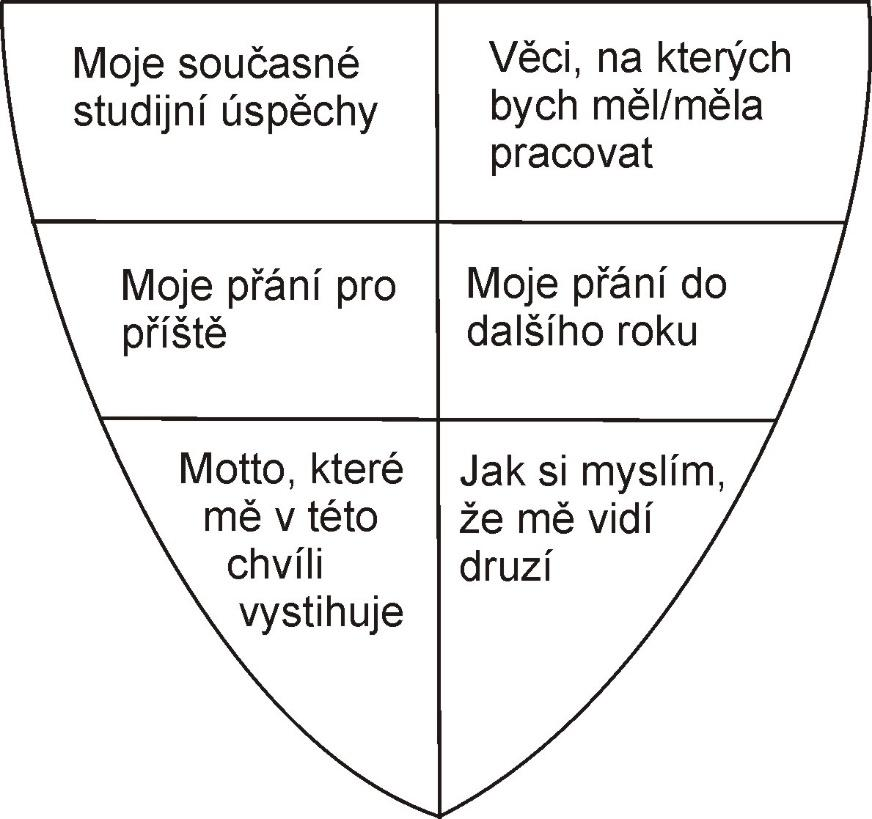 Moje současné
studijní úspěchy
Věci, na kterých
bych měl/měla
pracovat
Moje přání pro
příště
Moje přání do
dalšího roku
Motto, které
mě v této
chvíli
vystihuje
Jak si myslím,
že mě vidí
druzí